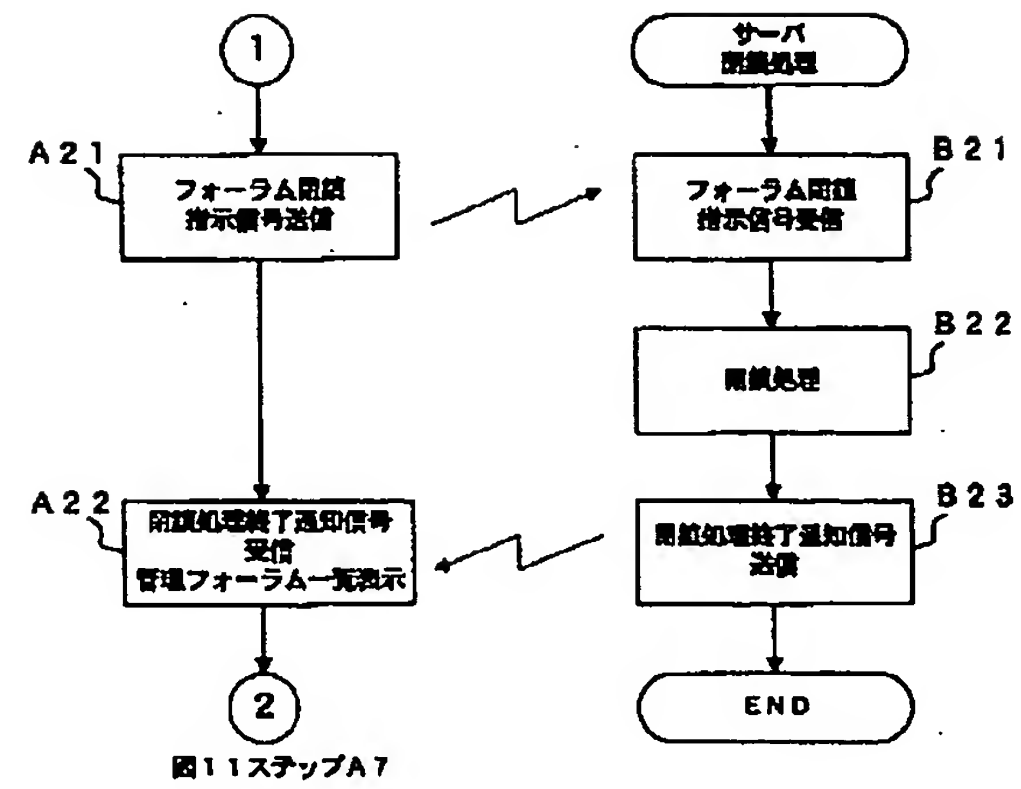 1
A21
フォーラム閉鎖
指示信号送信
A22
閉鎖処理終了通知信号
受信
管理フォーラム一覧表示
2
図11ステップA7
サーバ
閉鎖処理
B21
フォーラム閉鎖
指示信号受信
B22
閉鎖処理
B23
閉鎖処理終了通知信号
送信
END